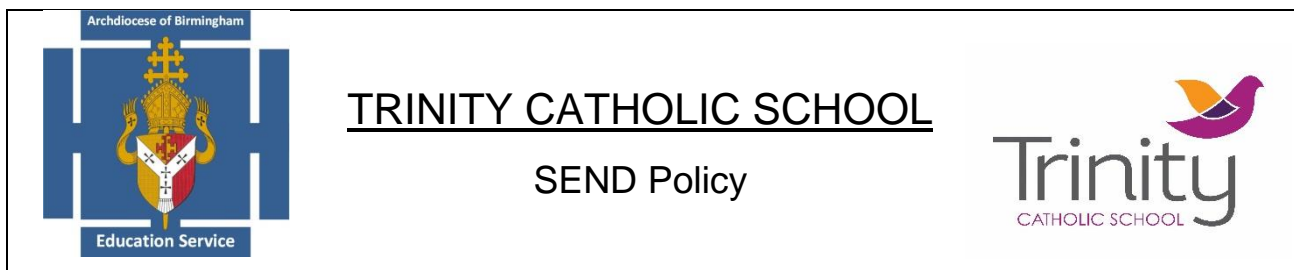 Archdiocese of Birmingham
Education Service
TRINITY CATHOLIC SCHOOL
SEND Policy
Trinity
CATHOLIC SCHOOL